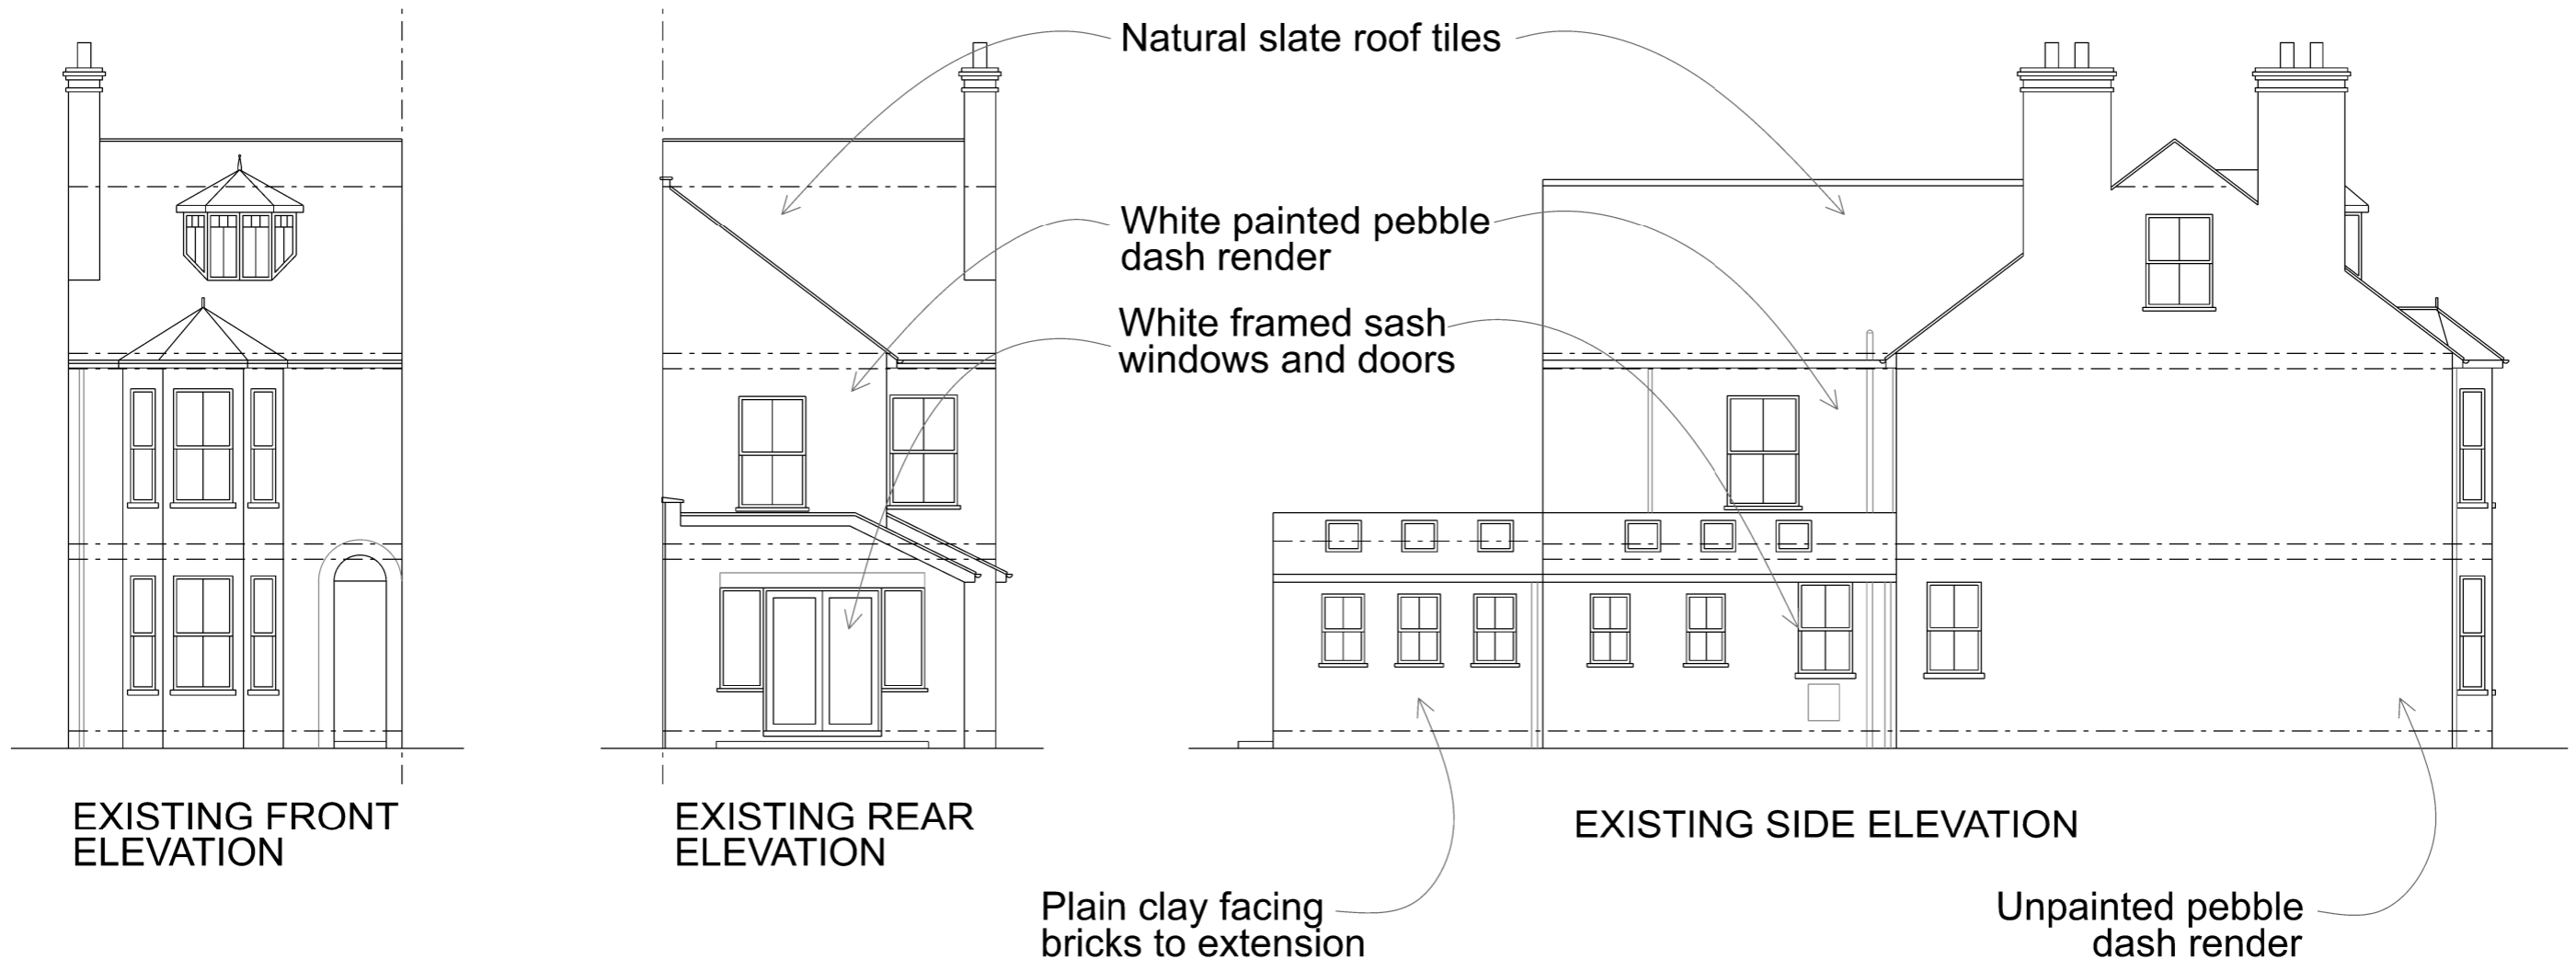 Natural slate roof tiles
White painted pebble
dash render
White framed sash
windows and doors
EXISTING FRONT
ELEVATION
EXISTING REAR
ELEVATION
EXISTING SIDE ELEVATION
Plain clay facing
bricks to extension
Unpainted pebble
dash render